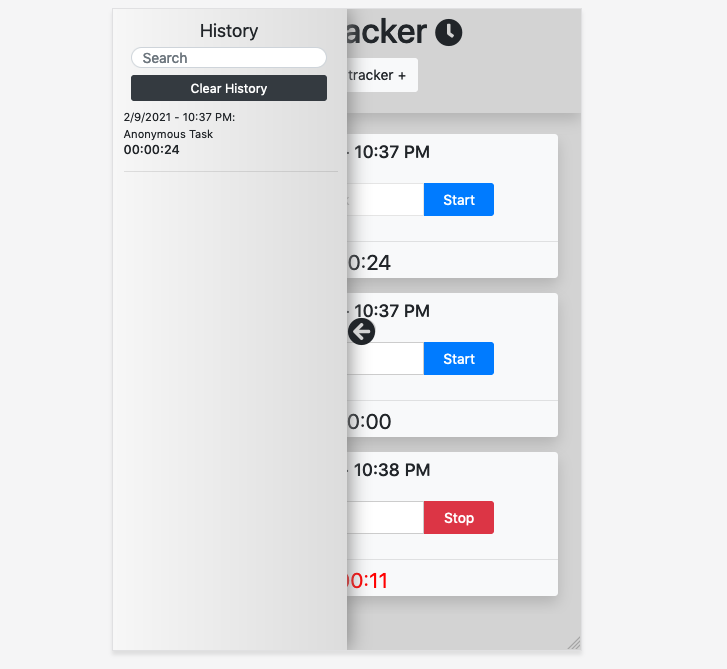 History
Search
Clear History
2/9/2021 - 10:37 PM:
Anonymous Task
00:00:24
acker
tracker +
- 10:37 PM
Start
0:24
- 10:37 PM
Start
0:00
- 10:38 PM
Stop
00:11